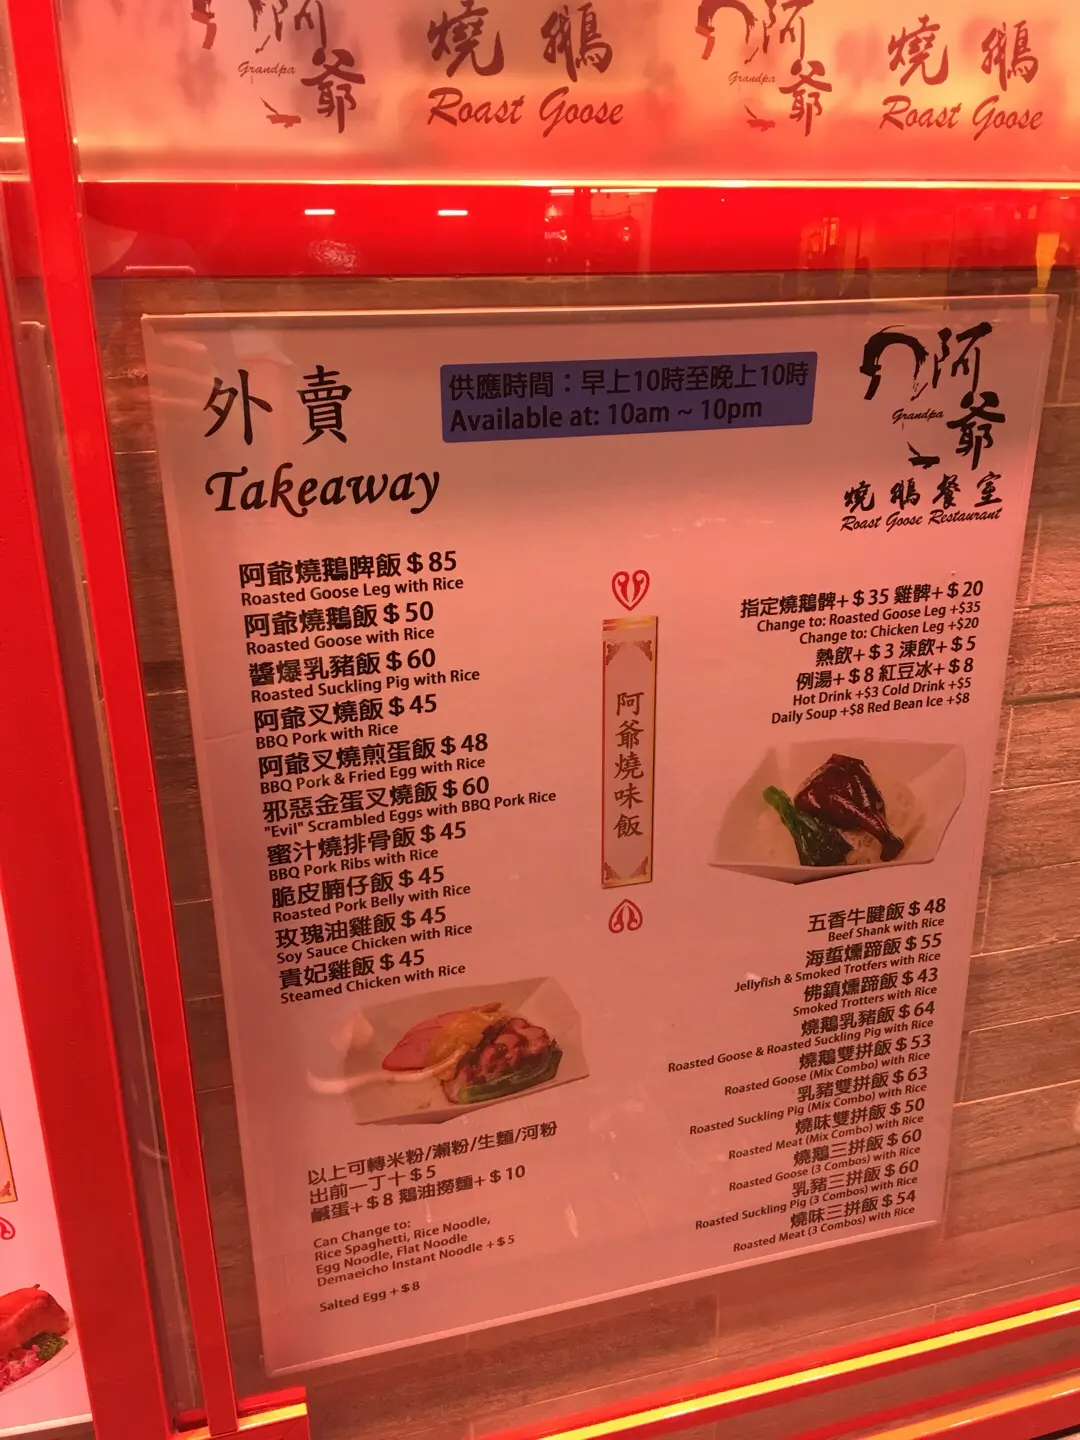 阿爺
Grandpa
燒鵝
Roast Goose
阿爺
Grandpa
燒鵝
Roast Goose
外賣
Takeaway
供應時間：早上10時至晚上10時
Available at: 10am ~ 10pm
阿爺
Grandpa
燒鵝餐室
Roast Goose Restaurant
阿爺燒鵝脾飯 $ 85
Roasted Goose Leg with Rice
阿爺燒鵝飯 $ 50
Roasted Goose with Rice
醬爆乳豬飯 $ 60
Roasted Suckling Pig with Rice
阿爺叉燒飯 $ 45
BBQ Pork with Rice
阿爺叉燒煎蛋飯 $ 48
BBQ Pork & Fried Egg with Rice
邪惡金蛋叉燒飯 $ 60
"Evil" Scrambled Eggs with BBQ Pork Rice
蜜汁燒排骨飯 $ 45
BBQ Pork Ribs with Rice
脆皮腩仔飯 $ 45
Roasted Pork Belly with Rice
玫瑰油雞飯 $ 45
Soy Sauce Chicken with Rice
貴妃雞飯 $ 45
Steamed Chicken with Rice
以上可轉米粉/瀨粉/生麵/河粉
出前一丁十 $ 5
鹹蛋+ $ 8 鵝油撈麵+ $ 10
Can Change to:
Rice Spaghetti, Rice Noodle,
Egg Noodle, Flat Noodle
Demaeicho Instant Noodle + $ 5
Salted Egg + $ 8
阿爺燒味飯
指定燒鵝髀+ $ 35 雞髀+ $ 20
Change to: Roasted Goose Leg +$35
Change to: Chicken Leg +$20
熱飲+ $ 3 凍飲+ $ 5
例湯+ $ 8 紅豆冰+ $ 8
Hot Drink +$3 Cold Drink +$5
Daily Soup +$8 Red Bean Ice +$8
五香牛腱飯 $ 48
Beef Shank with Rice
海蜇燻蹄飯 $ 55
Jellyfish & Smoked Trotfers with Rice
佛鎮燻蹄飯 $ 43
Smoked Trotters with Rice
燒鵝乳豬飯 $ 64
Roasted Goose & Roasted Suckling Pig with Rice
燒鵝雙拼飯 $ 53
Roasted Goose (Mix Combo) with Rice
乳豬雙拼飯 $ 63
Roasted Suckling Pig (Mix Combo) with Rice
燒味雙拼飯 $ 50
Roasted Meat (Mix Combo) with Rice
燒鵝三拼飯 $ 60
Roasted Goose (3 Combos) with Rice
乳豬三拼飯 $ 60
Roasted Suckling Pig (3 Combos) with Rice
燒味三拼飯 $ 54
Roasted Meat (3 Combos) with Rice